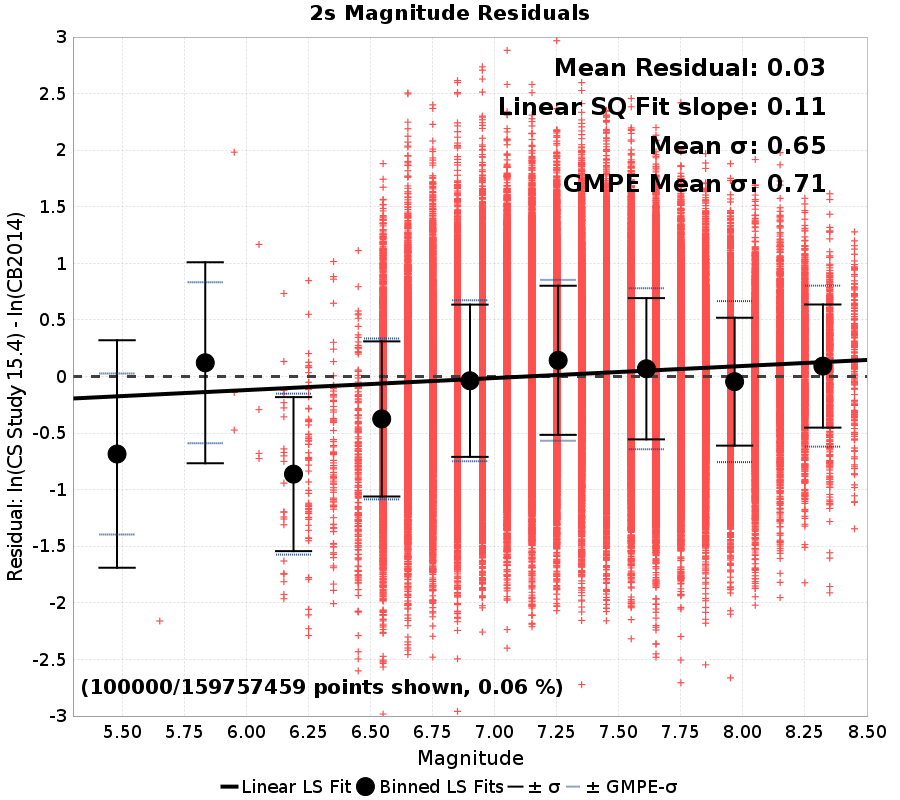 2s Magnitude Residuals
Mean Residual: 0.03
Linear SQ Fit slope: 0.11
Mean σ: 0.65
GMPE Mean σ: 0.71
Residual: ln(CS Study 15.4) - ln(CB2014)
3
2.5
2
1.5
1
0.5
0
-0.5
-1
-1.5
-2
-2.5
-3
(100000/159757459 points shown, 0.06 %)
5.50 5.75 6.00 6.25 6.50 6.75 7.00 7.25 7.50 7.75 8.00 8.25 8.50
Magnitude
Linear LS Fit Binned LS Fits ± σ ± GMPE-σ